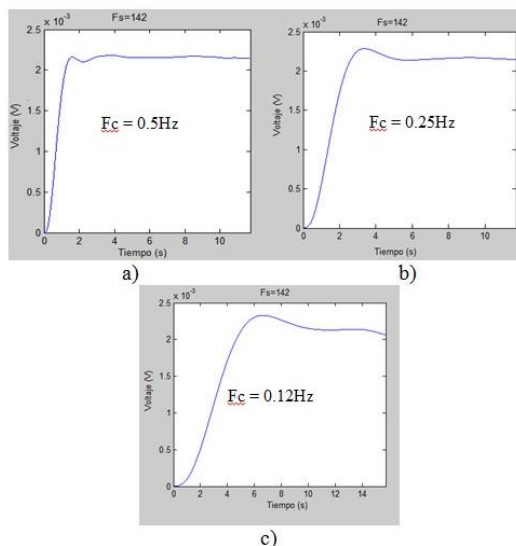 x 10⁻³
Fs=142
2.5
2
1.5
1
0.5
0
Voltaje (V)
Fc = 0.5Hz
0 2 4 6 8 10
Tiempo (s)
a)
x 10⁻³
Fs=142
2.5
2
1.5
1
0.5
0
Voltaje (V)
Fc = 0.25Hz
0 2 4 6 8 10
Tiempo (s)
b)
x 10⁻³
Fs=142
2.5
2
1.5
1
0.5
0
Voltaje (V)
Fc = 0.12Hz
0 2 4 6 8 10 12 14
Tiempo (s)
c)